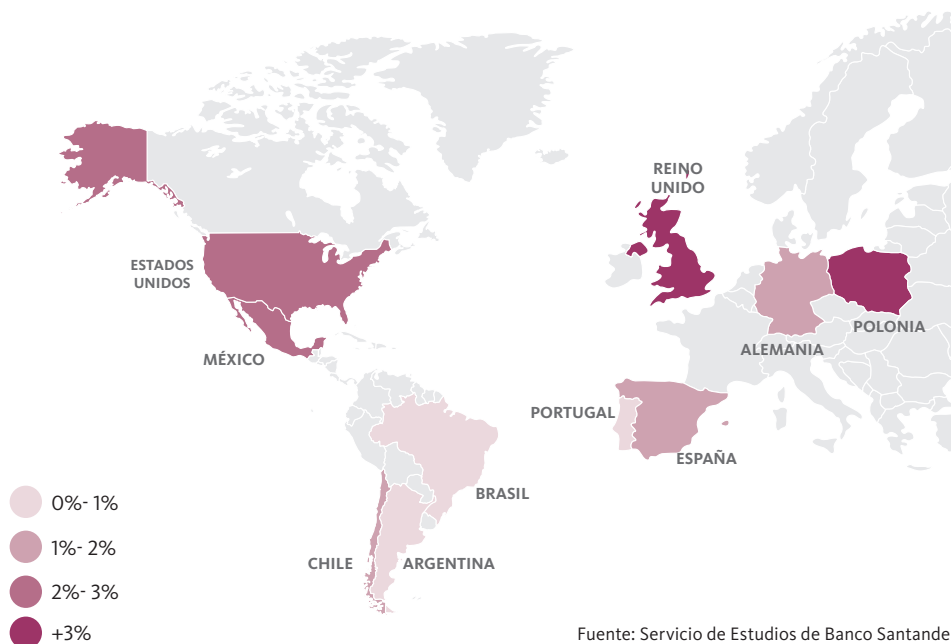 REINO
UNIDO
ESTADOS
UNIDOS
MÉXICO
POLONIA
ALEMANIA
PORTUGAL
ESPAÑA
BRASIL
CHILE
ARGENTINA
0%- 1%
1%- 2%
2%- 3%
+3%
Fuente: Servicio de Estudios de Banco Santande